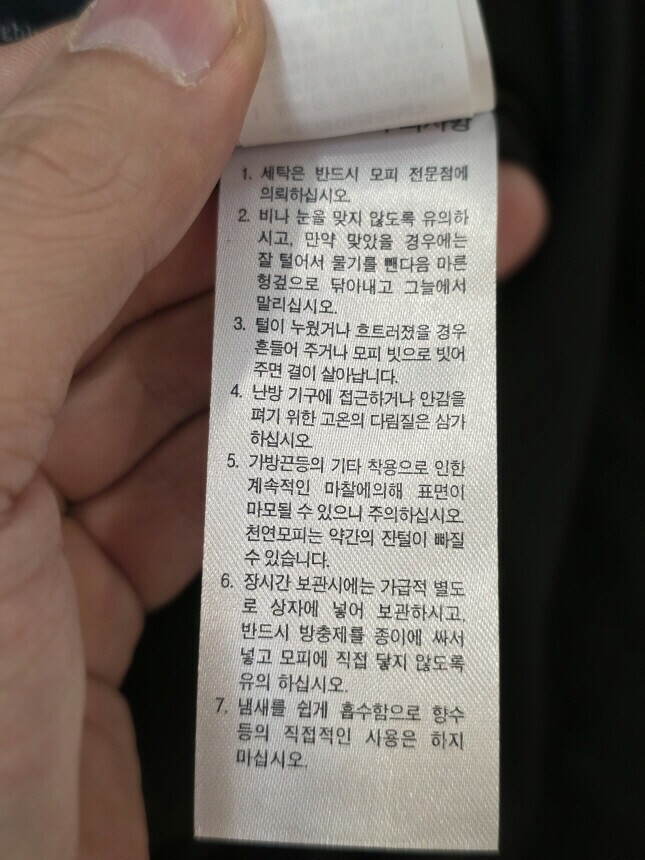 1. 세탁은 반드시 모피 전문점에
의뢰하십시오.
2. 비나 눈을 맞지 않도록 유의하
시고, 만약 맞았을 경우에는
잘 털어서 물기를 뺀다음 마른
헝겊으로 닦아내고 그늘에서
말리십시오.
3. 털이 누웠거나 흐트러졌을 경우
흔들어 주거나 모피 빗으로 빗어
주면 결이 살아납니다.
4. 난방 기구에 접근하거나 안감을
펴기 위한 고온의 다림질은 삼가
하십시오.
5. 가방끈등의 기타 착용으로 인한
계속적인 마찰에의해 표면이
마모될 수 있으니 주의하십시오.
천연모피는 약간의 잔털이 빠질
수 있습니다.
6. 장시간 보관시에는 가급적 별도
로 상자에 넣어 보관하시고,
반드시 방충제를 종이에 싸서
넣고 모피에 직접 닿지 않도록
유의 하십시오.
7. 냄새를 쉽게 흡수함으로 향수
등의 직접적인 사용은 하지
마십시오.